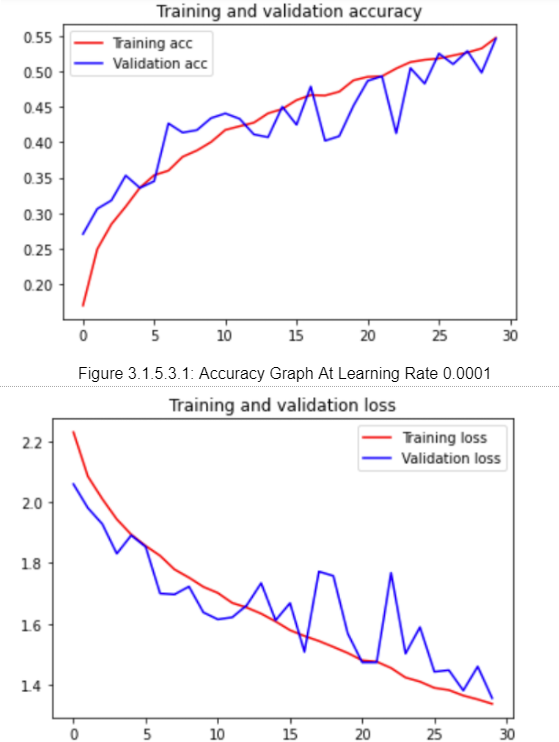 Training and validation accuracy
0.55
0.50
0.45
0.40
0.35
0.30
0.25
0.20
Training acc
Validation acc
0 5 10 15 20 25 30
Figure 3.1.5.3.1: Accuracy Graph At Learning Rate 0.0001
Training and validation loss
2.2
2.0
1.8
1.6
1.4
Training loss
Validation loss
0 5 10 15 20 25 30